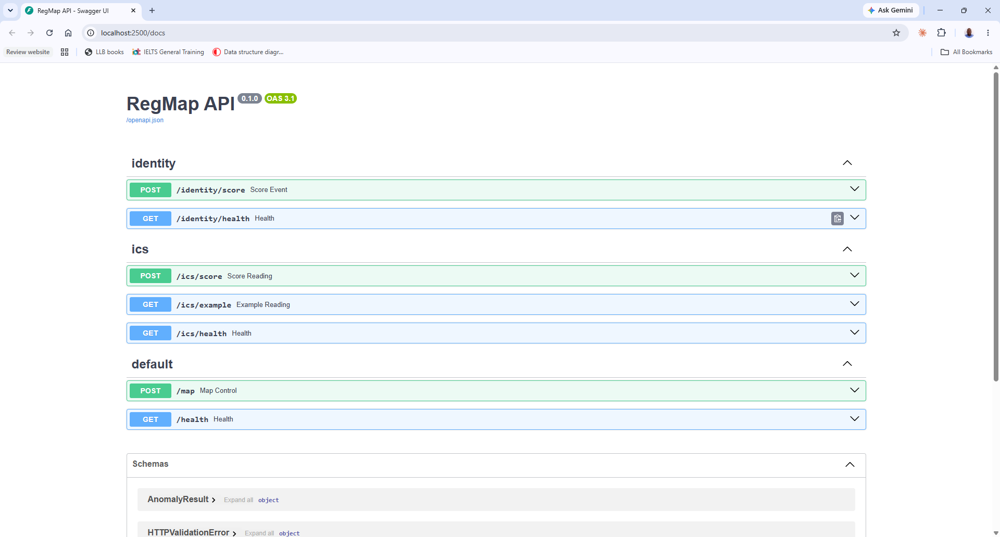 RegMap API - Swagger UI
Ask Gemini
localhost:2500/docs
Review website
LLB books
IELTS General Training
Data structure diagr...
All Bookmarks
RegMap API 0.1.0 OAS 3.1
/openapi.json
identity
POST /identity/score Score Event
GET /identity/health Health
ics
POST /ics/score Score Reading
GET /ics/example Example Reading
GET /ics/health Health
default
POST /map Map Control
GET /health Health
Schemas
AnomalyResult Expand all object
HTTPValidationError Expand all object